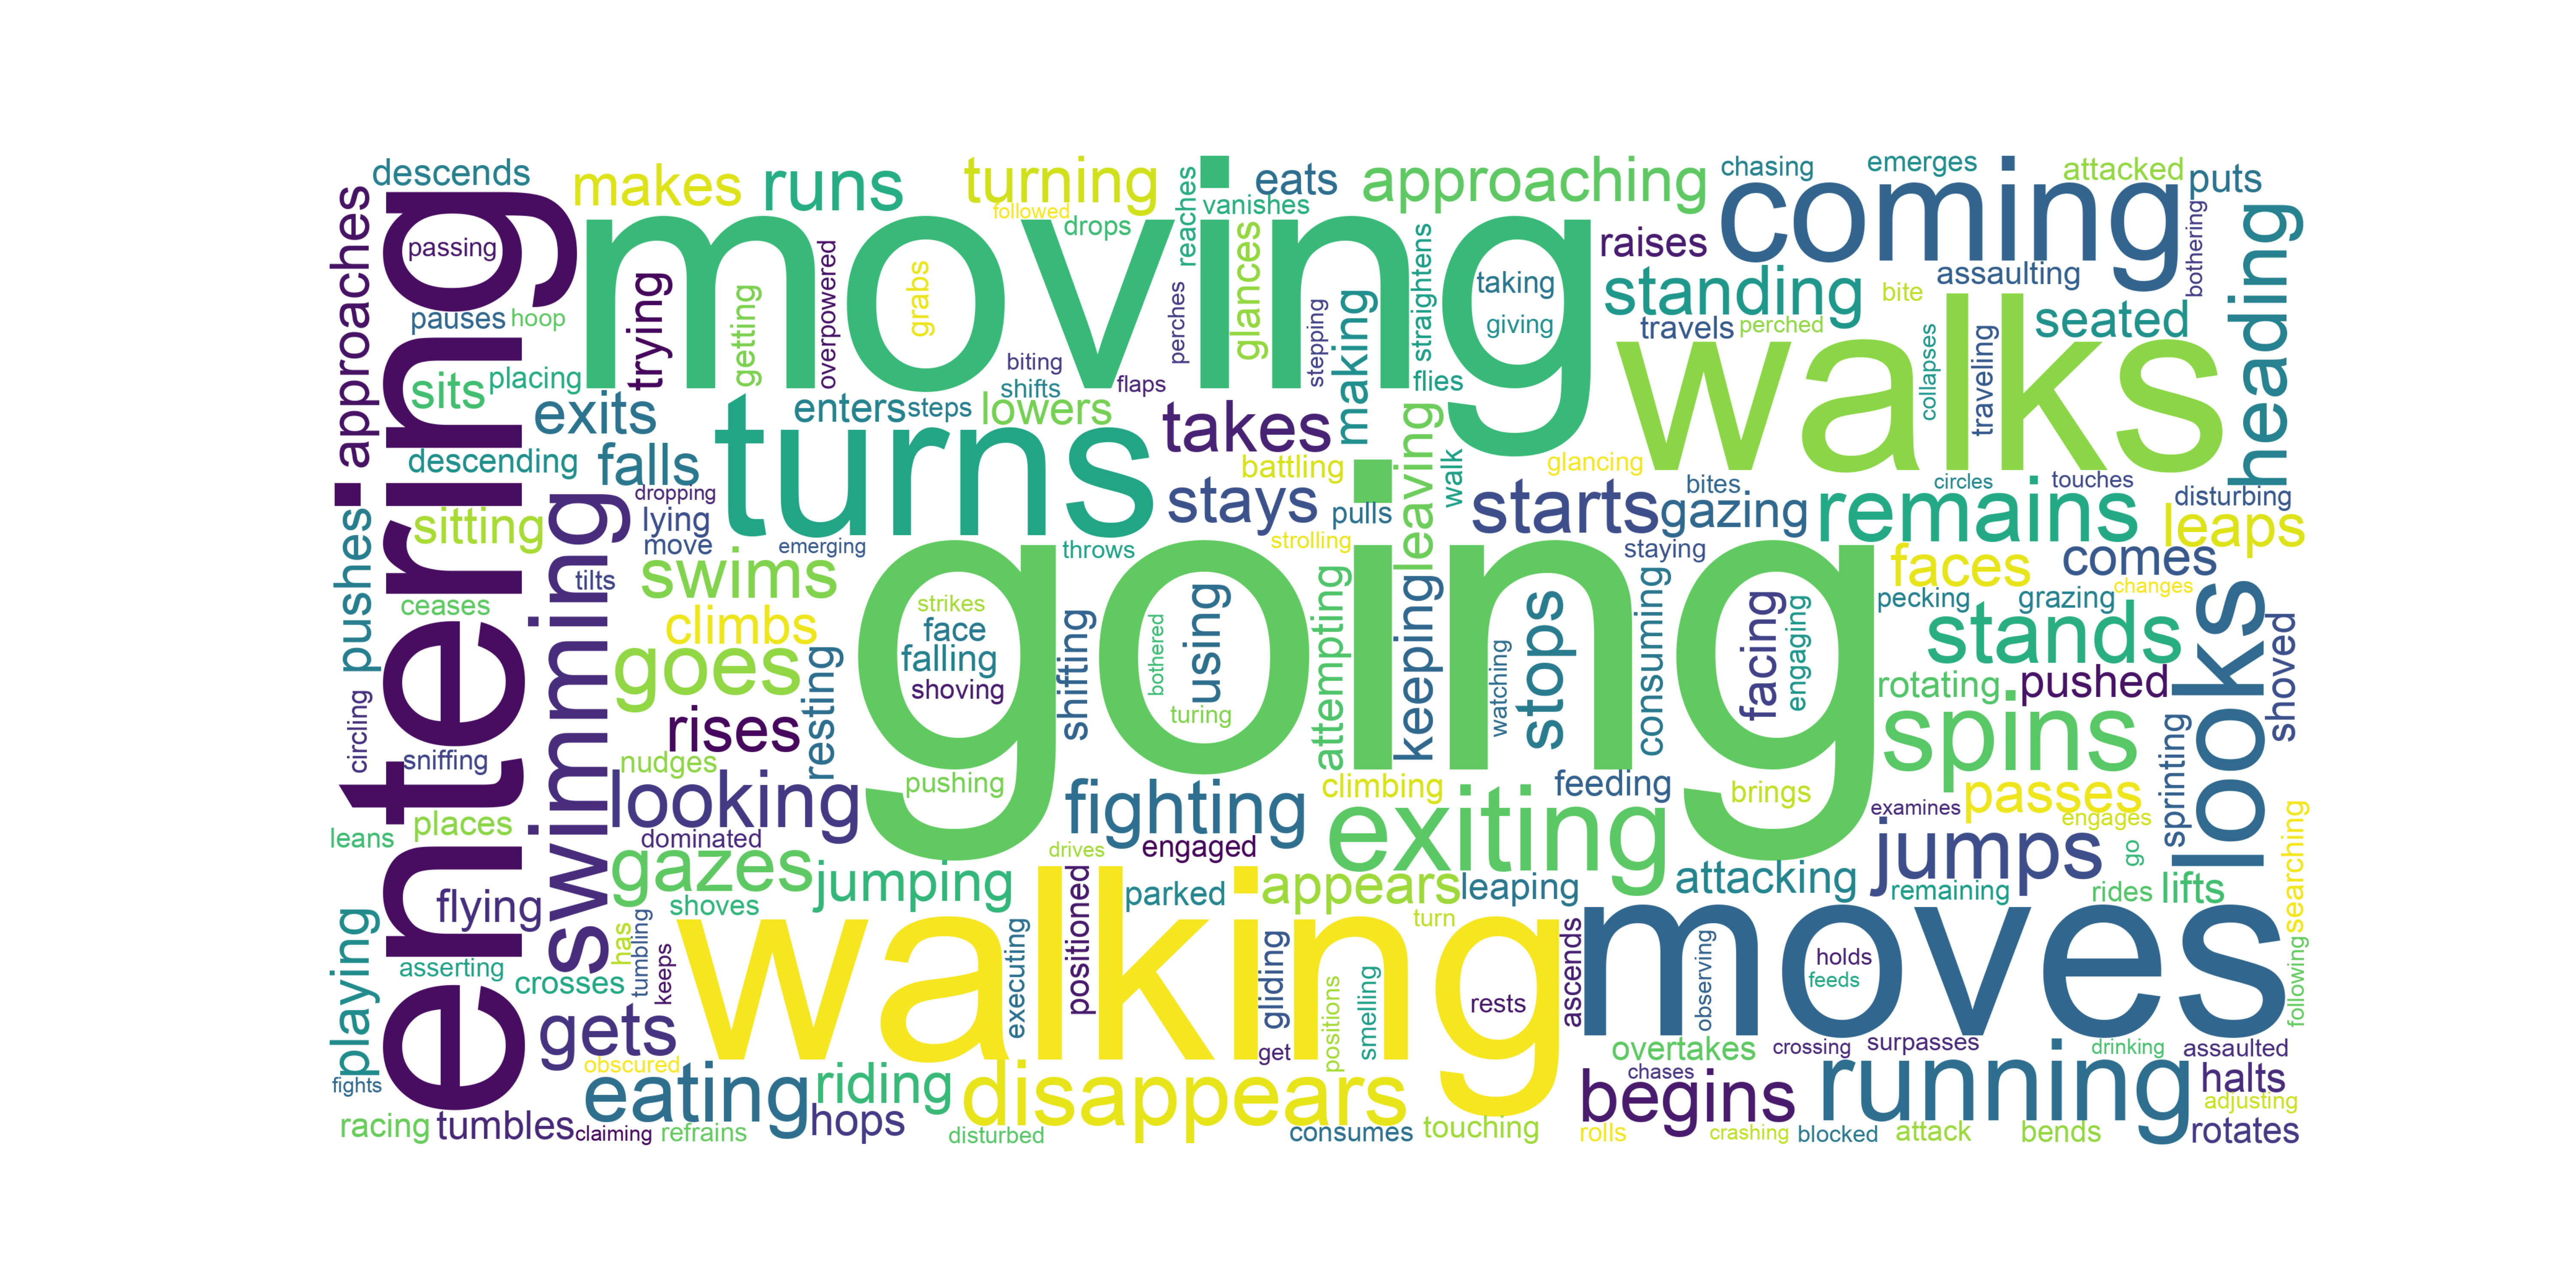 descends
makes
runs
turning
followed
drops
reaches
vanishes
eats
approaching
chasing
emerges
attacked
puts
bothering
approaches
entering
passing
moving
coming
raises
assaulting
heading
pauses
hoop
trying
getting
overpowered
grabs
perches
glances
stepping
making
straightens
taking
giving
standing
bite
travels
perched
seated
walks
collapses
traveling
sits
placing
biting
shifts
flaps
flies
exits
enters
steps
lowers
takes
leaving
walk
descending
falls
turns
battling
glancing
dropping
lying
move
emerging
throws
stays
pulls
strolling
starts
bites
gazing
staying
remains
circles
touches
disturbing
leaps
pushes
sitting
swimming
tilts
swims
going
attempting
keeping
faces
comes
changes
ceases
climbs
strikes
face
falling
shoving
bothered
using
turing
shifting
watching
stops
consuming
facing
engaging
pecking
grazing
looks
stands
shoved
goes
resting
rotating
pushed
circling
sniffing
rises
nudges
pushing
spins
sprinting
looking
dominated
fighting
climbing
feeding
brings
exiting
examines
passes
engages
searching
leans
places
drives
engaged
jumps
go
gazes
jumping
shoves
flying
positioned
parked
appears
leaping
attacking
remaining
rides
lifts
playing
asserting
crosses
has
tumbling
keeps
walking
executing
turn
gliding
positions
smelling
rests
get
ascends
moves
observing
holds
feeds
following
gets
obscured
fights
eating
riding
hops
disappears
overtakes
crossing
surpasses
drinking
assaulted
chases
begins
running
halts
adjusting
racing
tumbles
claiming
refrains
disturbed
consumes
touching
rolls
crashing
blocked
attack
bends
rotates